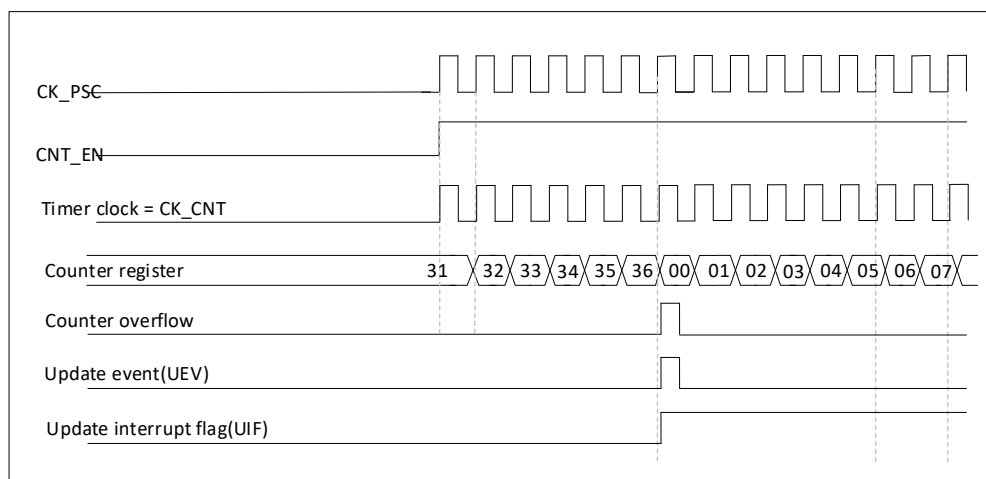 CK_PSC
CNT_EN
Timer clock = CK_CNT
Counter register 31 32 33 34 35 36 00 01 02 03 04 05 06 07
Counter overflow
Update event(UEV)
Update interrupt flag(UIF)